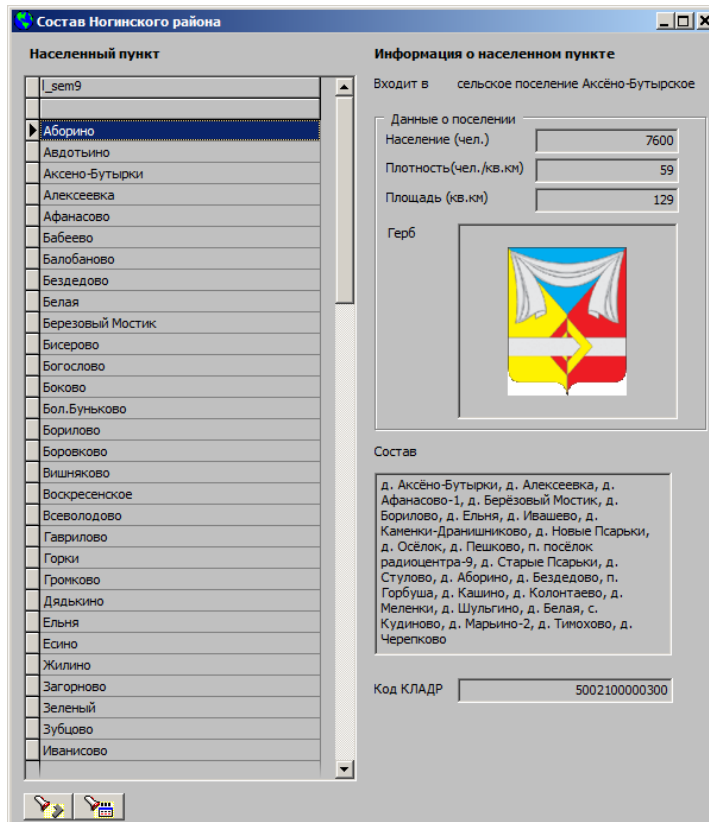 Состав Ногинского района
Населенный пункт
l_sem9
Аборино
Авдотьино
Аксено-Бутырки
Алексеевка
Афанасово
Бабеево
Балобаново
Бездедово
Белая
Березовый Мостик
Бисерово
Богослово
Боково
Бол.Буньково
Борилово
Боровково
Вишняково
Воскресенское
Всеволодово
Гаврилово
Горки
Громково
Дядькино
Ельня
Есино
Жилино
Загорново
Зеленый
Зубцово
Иванисово
Информация о населенном пункте
Входит в сельское поселение Аксёно-Бутырское
Данные о поселении
Население (чел.) 7600
Плотность(чел./кв.км) 59
Площадь (кв.км) 129
Герб
Состав
д. Аксёно-Бутырки, д. Алексеевка, д.
Афанасово-1, д. Берёзовый Мостик, д.
Борилово, д. Ельня, д. Ивашево, д.
Каменки-Дранишниково, д. Новые Псарьки,
д. Осёлок, д. Пешково, п. посёлок
радиоцентра-9, д. Старые Псарьки, д.
Стулово, д. Аборино, д. Бездедово, п.
Горбуша, д. Кашино, д. Колонтаево, д.
Меленки, д. Шульгино, д. Белая, с.
Кудиново, д. Марьино-2, д. Тимохово, д.
Черепково
Код КЛАДР 5002100000300